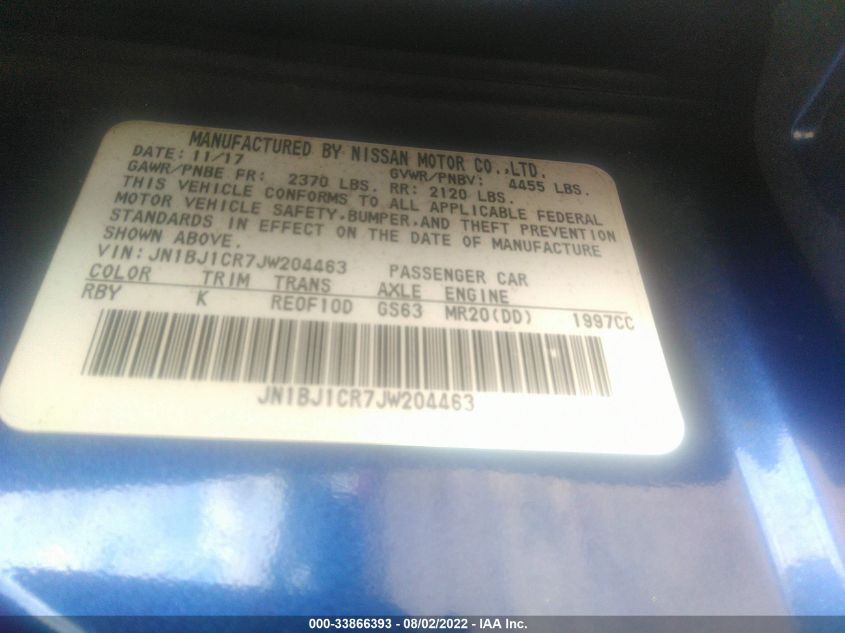 MANUFACTURED BY NISSAN MOTOR CO.,LTD.
DATE: 11/17 GVWR/PNBV: 4455 LBS.
GAWR/PNBE FR: 2370 LBS. RR: 2120 LBS.
THIS VEHICLE CONFORMS TO ALL APPLICABLE FEDERAL
MOTOR VEHICLE SAFETY,BUMPER,AND THEFT PREVENTION
STANDARDS IN EFFECT ON THE DATE OF MANUFACTURE
SHOWN ABOVE.
VIN: JN1BJ1CR7JW204463 PASSENGER CAR
COLOR TRIM TRANS AXLE ENGINE
RBY K RE0F10D GS63 MR20(DD) 1997CC
JN1BJ1CR7JW204463
000-33866393 - 08/02/2022 - IAA Inc.